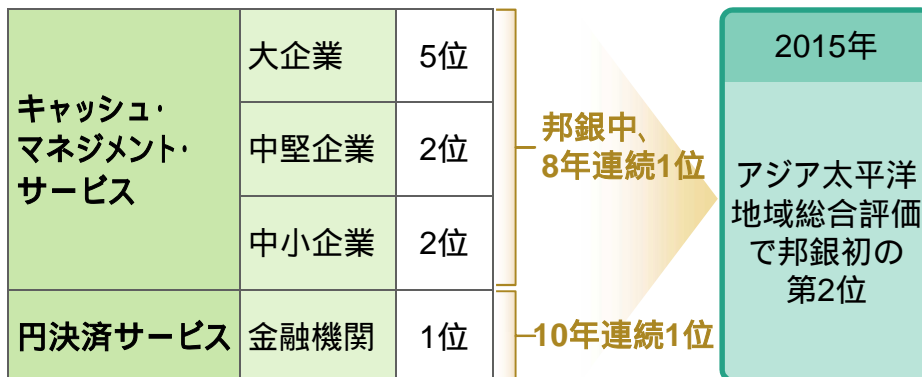 キャッシュ・
マネジメント・
サービス
大企業
5位
中堅企業
2位
中小企業
2位
邦銀中、
8年連続1位
円決済サービス
金融機関
1位
10年連続1位
2015年
アジア太平洋
地域総合評価
で邦銀初の
第2位